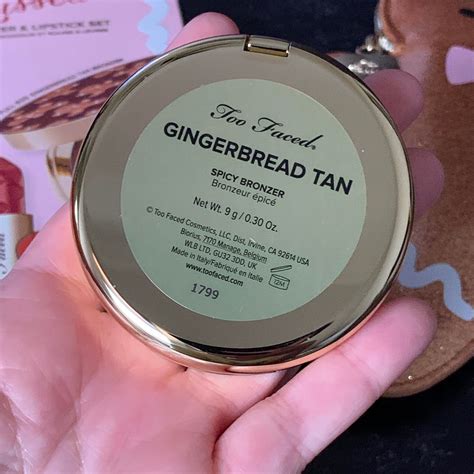 & LIPSTICK SET
Too Faced
GINGERBREAD TAN
SPICY BRONZER
Bronzeur épicé
Net Wt. 9 g / 0.30 Oz.
© Too Faced Cosmetics, LLC, Dist, Irvine, CA 92614 USA
Biorius, 7170 Manage, Belgium
WLB LTD, GU32 3DD, UK
Made in Italy/Fabriqué en Italie
www.toofaced.com
12M
1799